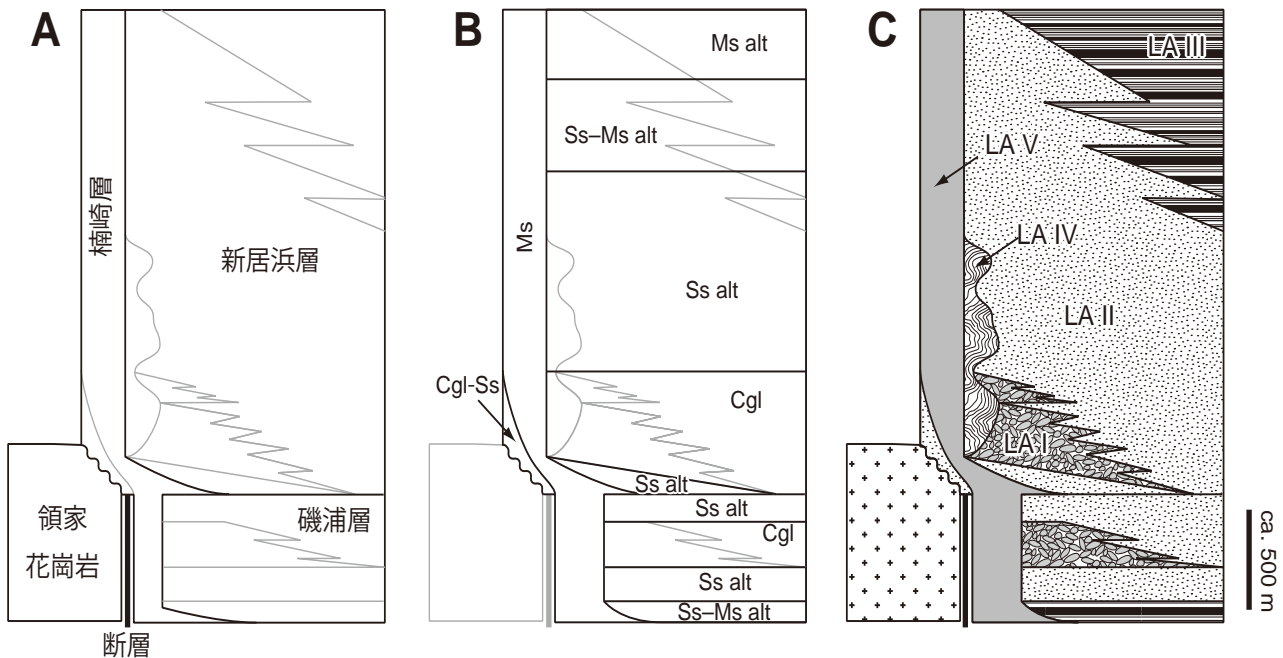 A
楠崎層
新居浜層
領家
花崗岩
磯浦層
断層
B
Ms alt
Ss–Ms alt
Ms
Ss alt
Cgl-Ss
Cgl
Ss alt
Ss alt
Cgl
Ss alt
Ss–Ms alt
C
LA III
LA V
LA IV
LA II
LA I
ca. 500 m